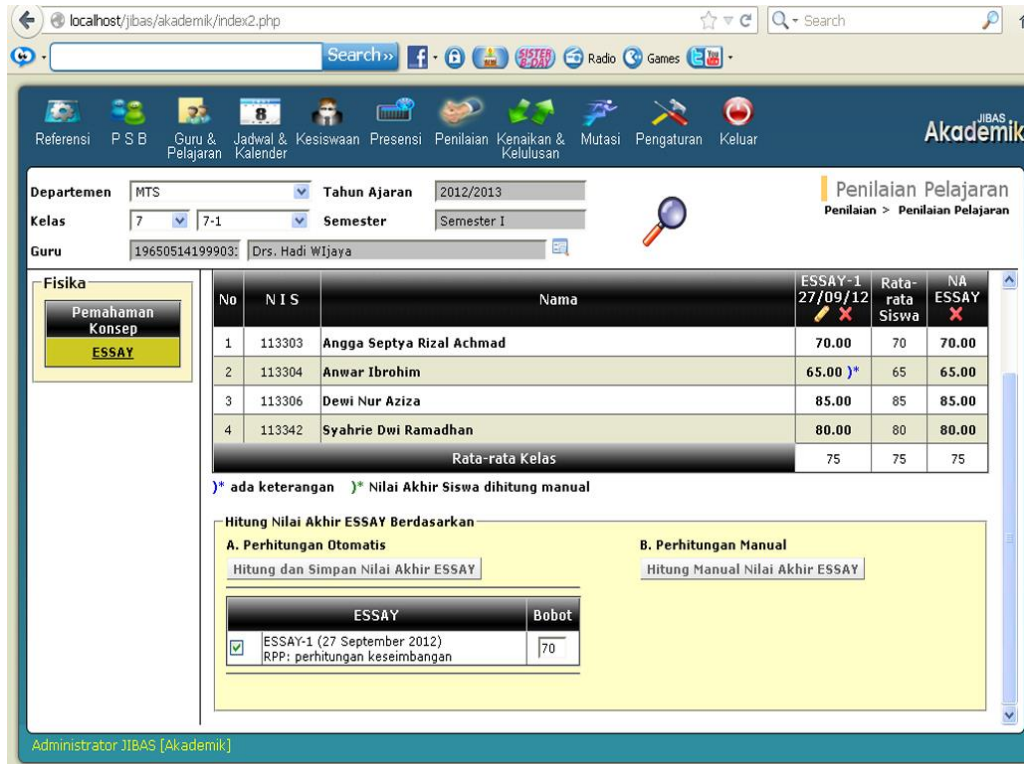 localhost/jibas/akademik/index2.php
Search
Search»
SISTER B-DAY
Radio
Games
Referensi
P S B
Guru & Pelajaran
8
Jadwal & Kalender
Kesiswaan
Presensi
Penilaian
Kenaikan & Kelulusan
Mutasi
Pengaturan
Keluar
JIBAS
Akademik
Departemen MTS Tahun Ajaran 2012/2013
Penilaian Pelajaran
Kelas 7 7-1 Semester Semester I
Penilaian > Penilaian Pelajaran
Guru 19650514199903: Drs. Hadi WIjaya
Fisika
Pemahaman Konsep
ESSAY
No N I S Nama ESSAY-1 27/09/12 Rata-rata Siswa NA ESSAY
1 113303 Angga Septya Rizal Achmad 70.00 70 70.00
2 113304 Anwar Ibrohim 65.00 )* 65 65.00
3 113306 Dewi Nur Aziza 85.00 85 85.00
4 113342 Syahrie Dwi Ramadhan 80.00 80 80.00
Rata-rata Kelas 75 75 75
)* ada keterangan )* Nilai Akhir Siswa dihitung manual
Hitung Nilai Akhir ESSAY Berdasarkan
A. Perhitungan Otomatis B. Perhitungan Manual
Hitung dan Simpan Nilai Akhir ESSAY Hitung Manual Nilai Akhir ESSAY
ESSAY Bobot
ESSAY-1 (27 September 2012) 70
RPP: perhitungan keseimbangan
Administrator JIBAS [Akademik]